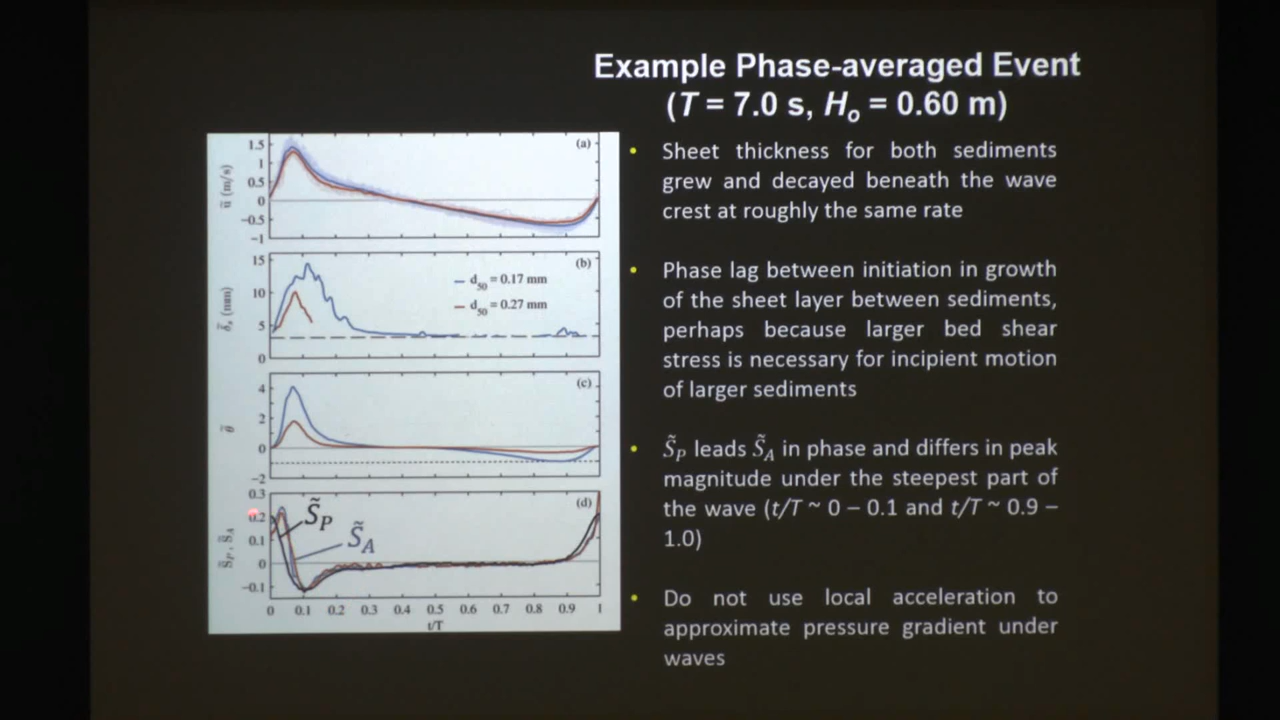 Example Phase-averaged Event
(T = 7.0 s, Ho = 0.60 m)
Sheet thickness for both sediments
grew and decayed beneath the wave
crest at roughly the same rate
Phase lag between initiation in growth
of the sheet layer between sediments,
perhaps because larger bed shear
stress is necessary for incipient motion
of larger sediments
S̃P leads S̃A in phase and differs in peak
magnitude under the steepest part of
the wave (t/T ~ 0 – 0.1 and t/T ~ 0.9 –
1.0)
Do not use local acceleration to
approximate pressure gradient under
waves
(a)
1.5
1
0.5
0
−0.5
−1
ũ (m/s)
(b)
15
10
5
0
δ̃s (mm)
d50 = 0.17 mm
d50 = 0.27 mm
(c)
4
2
0
−2
θ̃
(d)
0.3
0.2
0.1
0
−0.1
S̃P, S̃A
S̃P
S̃A
0 0.1 0.2 0.3 0.4 0.5 0.6 0.7 0.8 0.9 1
t/T